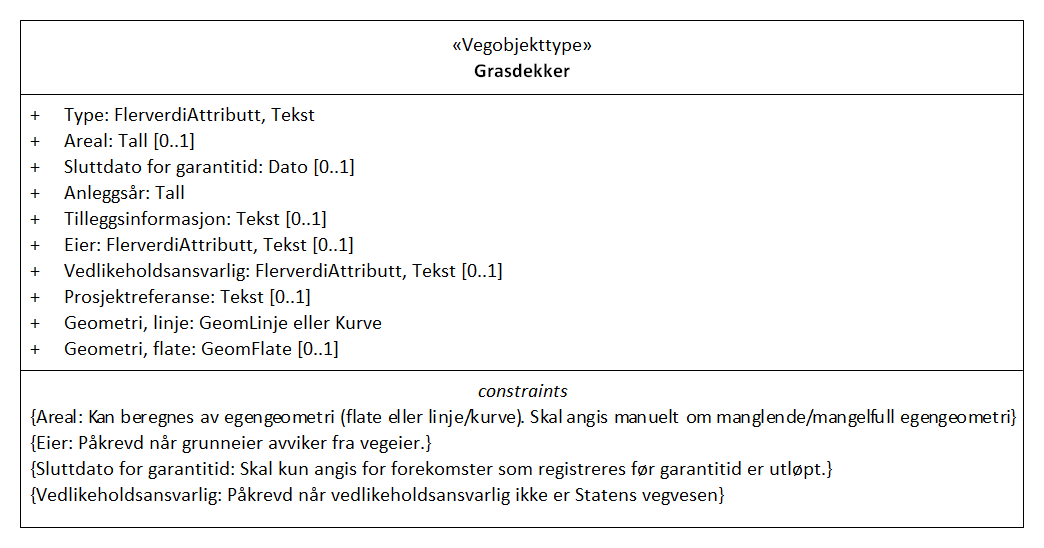 «Vegobjekttype»
Grasdekker
+ Type: FlerverdiAttributt, Tekst
+ Areal: Tall [0..1]
+ Sluttdato for garantitid: Dato [0..1]
+ Anleggsår: Tall
+ Tilleggsinformasjon: Tekst [0..1]
+ Eier: FlerverdiAttributt, Tekst [0..1]
+ Vedlikeholdsansvarlig: FlerverdiAttributt, Tekst [0..1]
+ Prosjektreferanse: Tekst [0..1]
+ Geometri, linje: GeomLinje eller Kurve
+ Geometri, flate: GeomFlate [0..1]
constraints
{Areal: Kan beregnes av egengeometri (flate eller linje/kurve). Skal angis manuelt om manglende/mangelfull egengeometri}
{Eier: Påkrevd når grunneier avviker fra vegeier.}
{Sluttdato for garantitid: Skal kun angis for forekomster som registreres før garantitid er utløpt.}
{Vedlikeholdsansvarlig: Påkrevd når vedlikeholdsansvarlig ikke er Statens vegvesen}